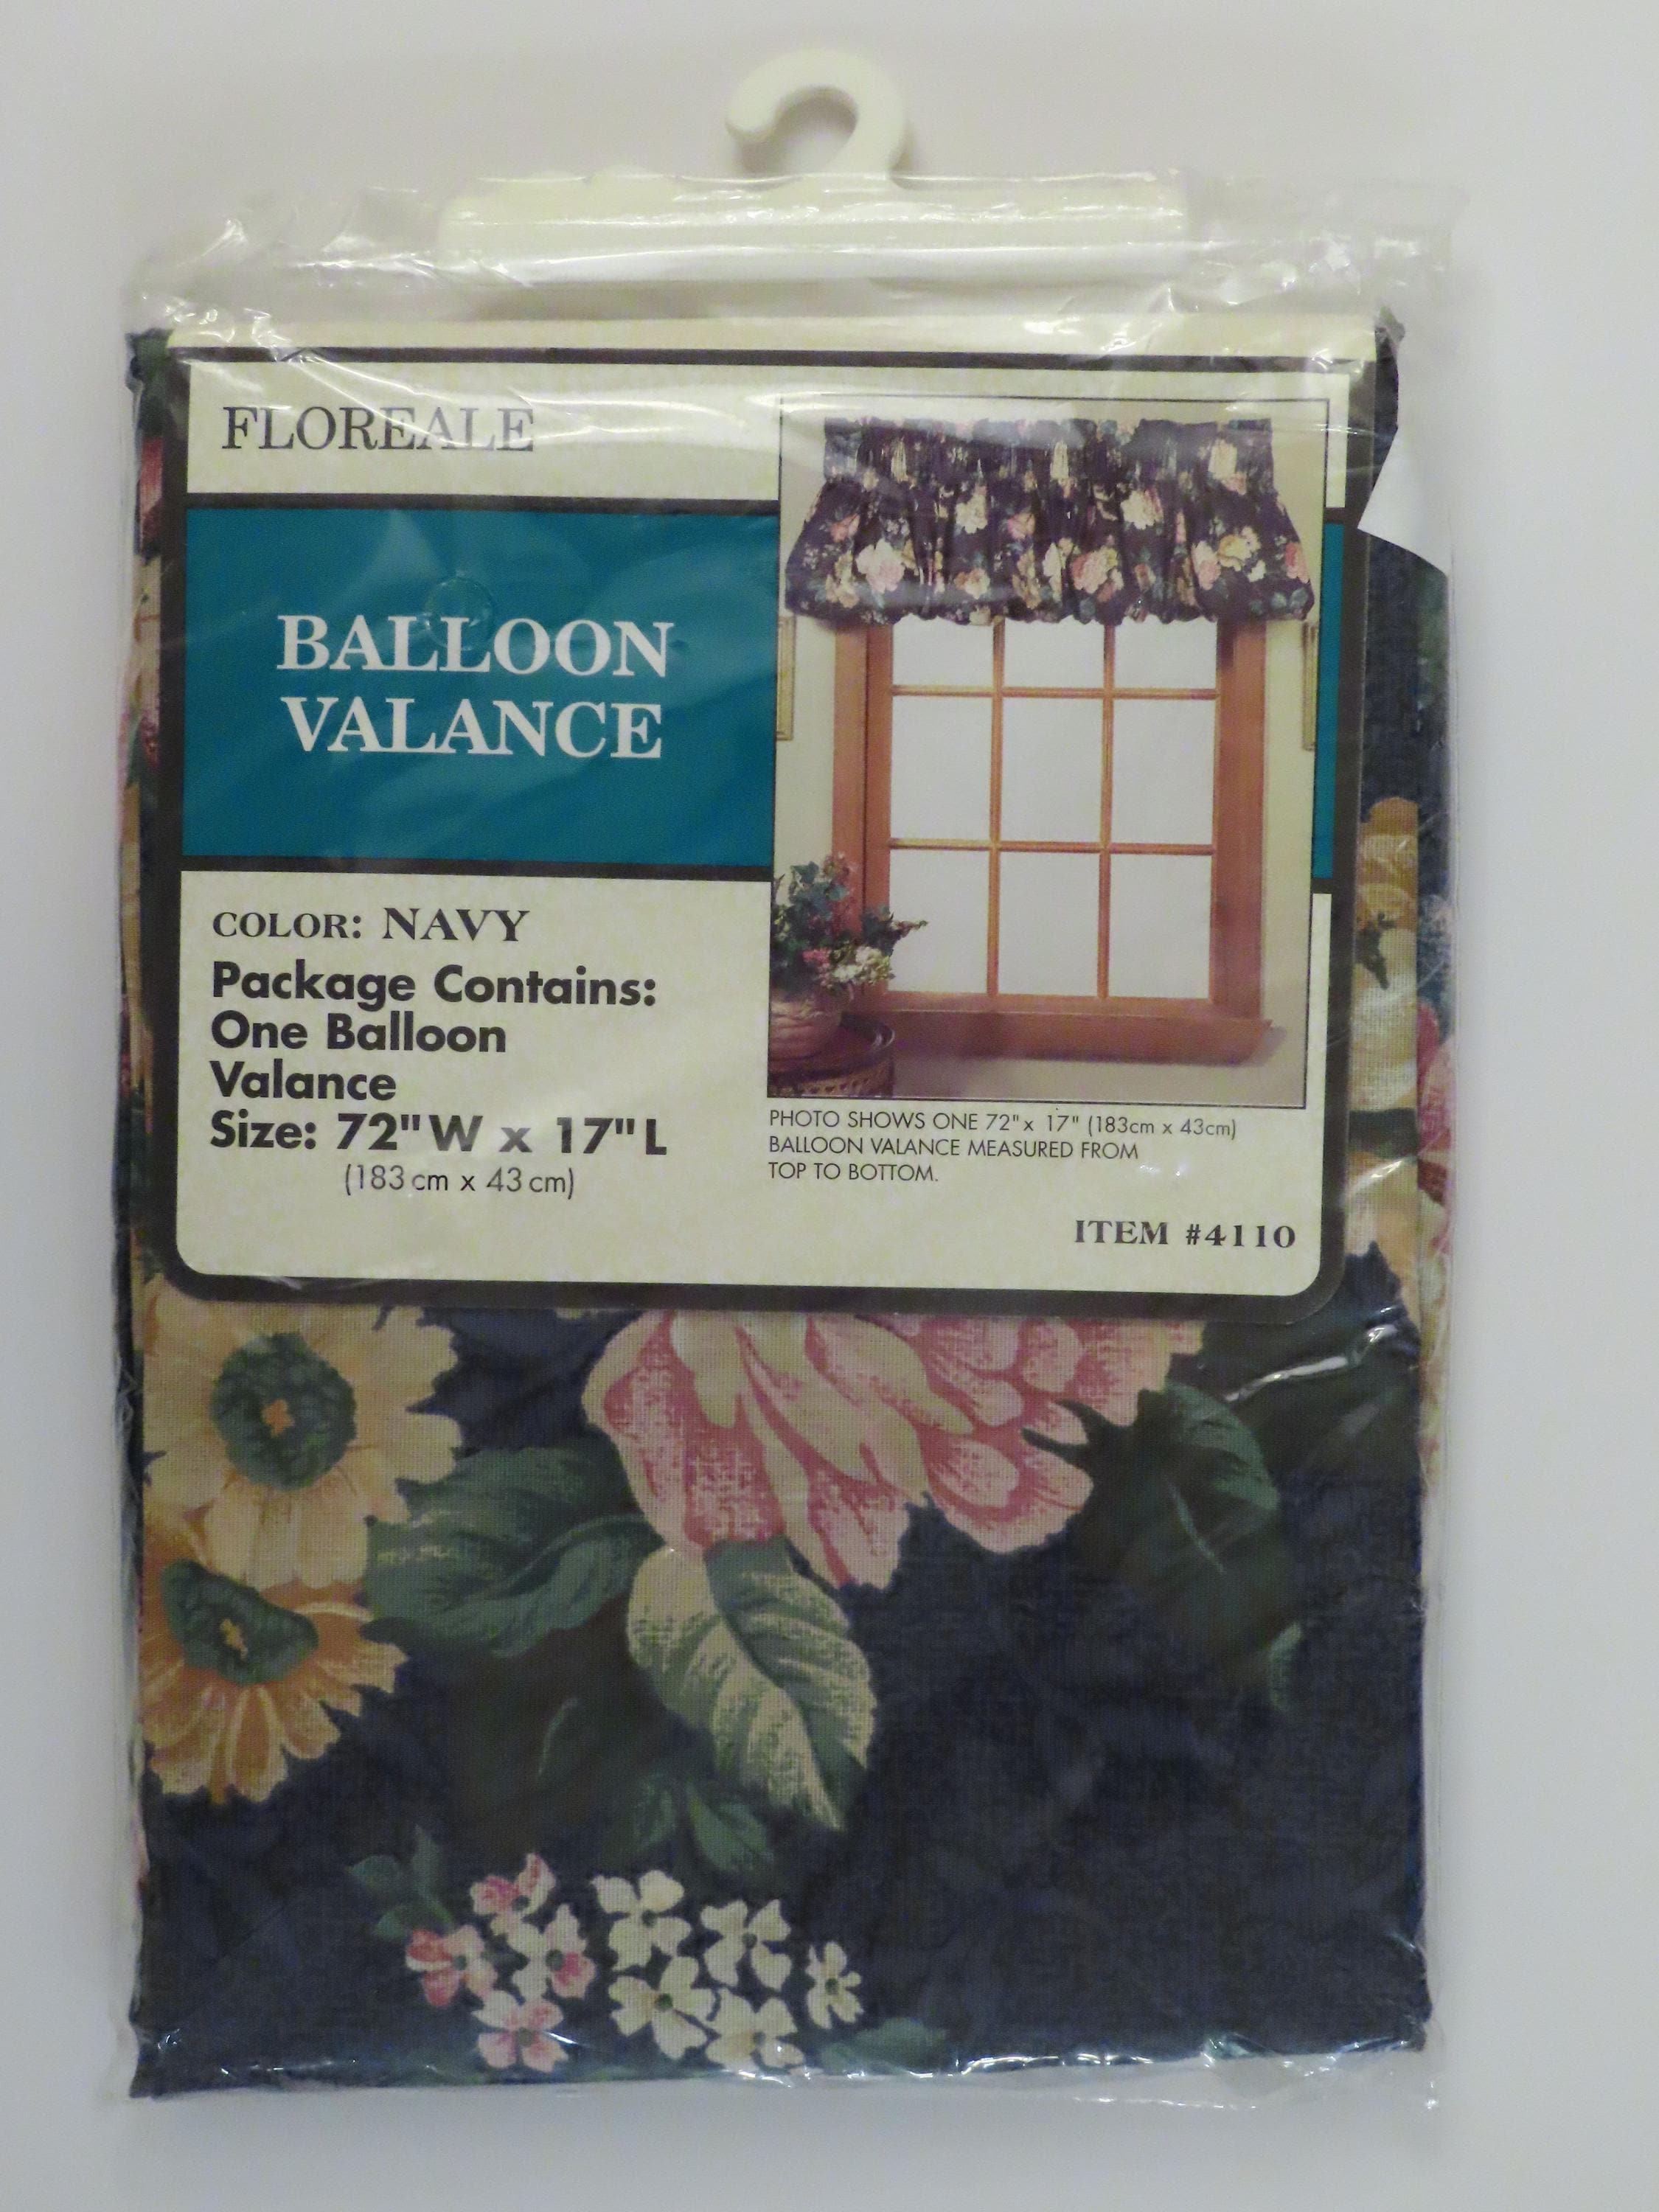 FLOREALE
BALLOON
VALANCE
COLOR: NAVY
Package Contains:
One Balloon
Valance
Size: 72" W x 17" L
(183 cm x 43 cm)
PHOTO SHOWS ONE 72" x 17" (183cm x 43cm)
BALLOON VALANCE MEASURED FROM
TOP TO BOTTOM.
ITEM #4110